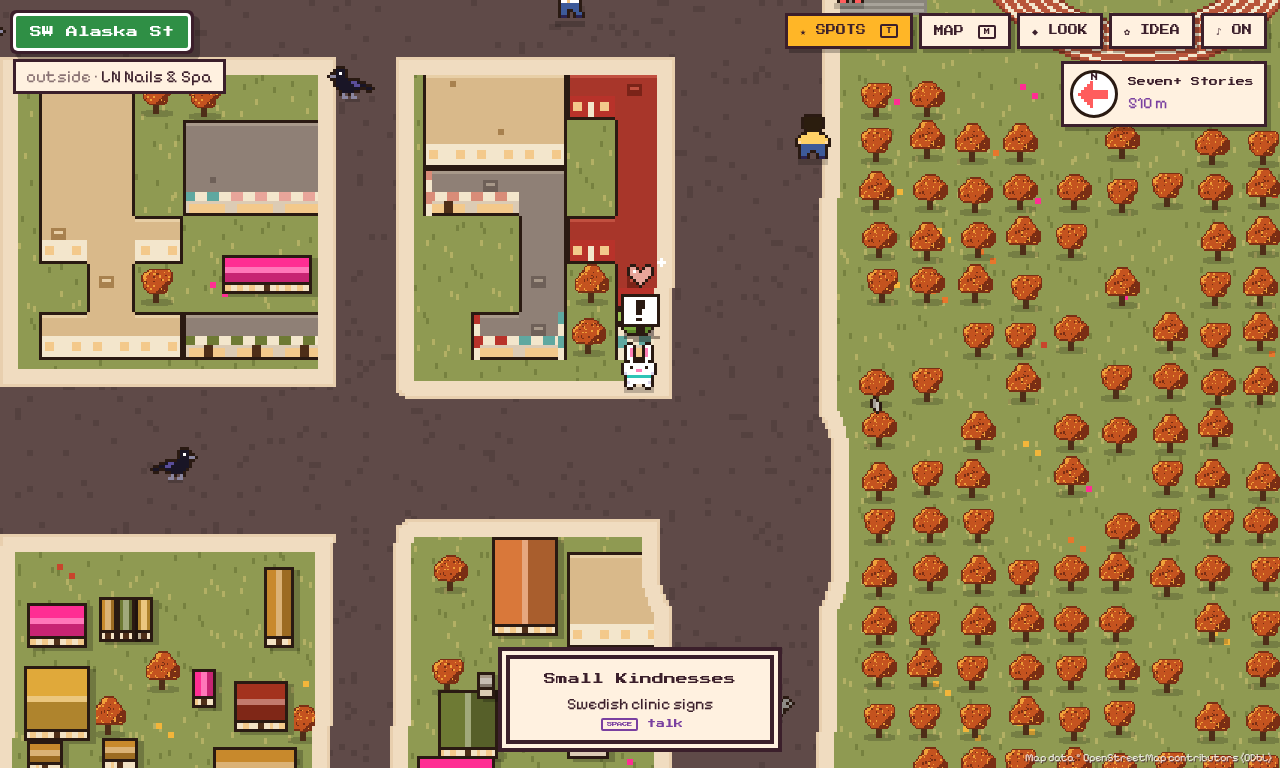 SW Alaska St
★ SPOTS T
MAP M
◆ LOOK
✿ IDEA
♪ ON
outside · LN Nails & Spa
N
Seven+ Stories
910 m
!
Small Kindnesses
Swedish clinic signs
SPACE talk
Map data © OpenStreetMap contributors (ODbL)